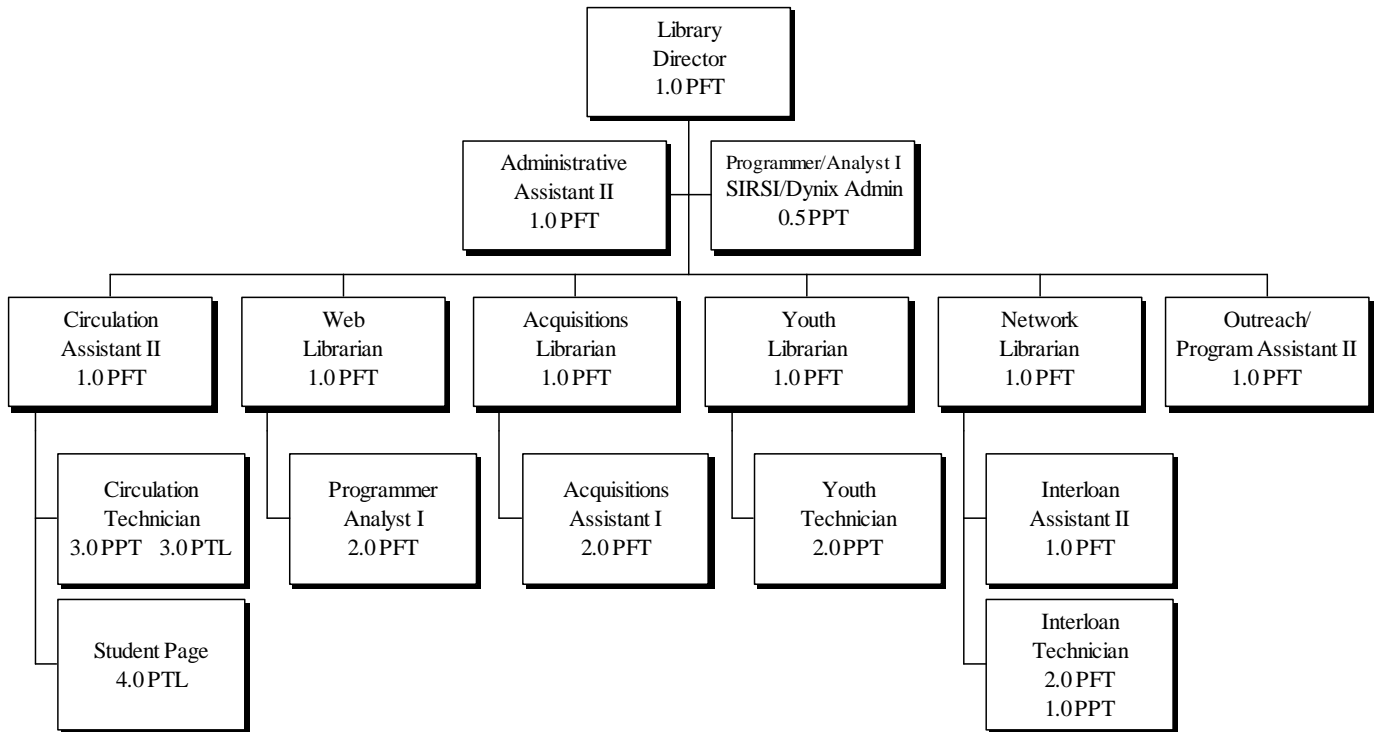 Library
Director
1.0 PFT
Administrative
Assistant II
1.0 PFT
Programmer/Analyst I
SIRSI/Dynix Admin
0.5 PPT
Circulation
Assistant II
1.0 PFT
Web
Librarian
1.0 PFT
Acquisitions
Librarian
1.0 PFT
Youth
Librarian
1.0 PFT
Network
Librarian
1.0 PFT
Outreach/
Program Assistant II
1.0 PFT
Circulation
Technician
3.0 PPT 3.0 PTL
Programmer
Analyst I
2.0 PFT
Acquisitions
Assistant I
2.0 PFT
Youth
Technician
2.0 PPT
Interloan
Assistant II
1.0 PFT
Student Page
4.0 PTL
Interloan
Technician
2.0 PFT
1.0 PPT